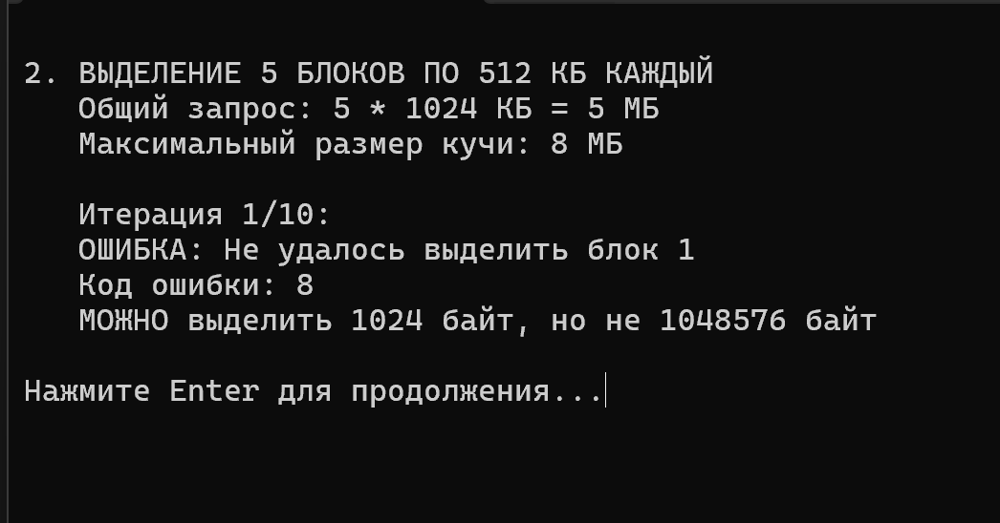 2. ВЫДЕЛЕНИЕ 5 БЛОКОВ ПО 512 КБ КАЖДЫЙ
Общий запрос: 5 * 1024 КБ = 5 МБ
Максимальный размер кучи: 8 МБ
Итерация 1/10:
ОШИБКА: Не удалось выделить блок 1
Код ошибки: 8
МОЖНО выделить 1024 байт, но не 1048576 байт
Нажмите Enter для продолжения...